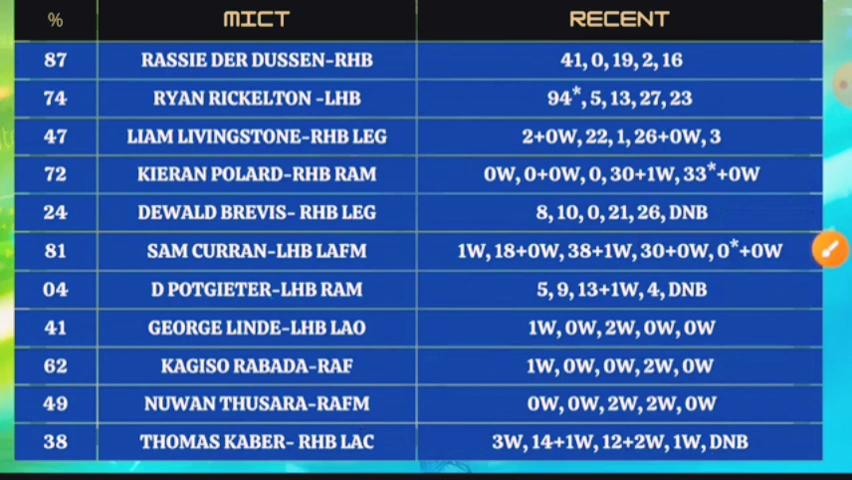 % MICT RECENT
87 RASSIE DER DUSSEN-RHB 41, 0, 19, 2, 16
74 RYAN RICKELTON -LHB 94*, 5, 13, 27, 23
47 LIAM LIVINGSTONE-RHB LEG 2+0W, 22, 1, 26+0W, 3
72 KIERAN POLARD-RHB RAM 0W, 0+0W, 0, 30+1W, 33*+0W
24 DEWALD BREVIS- RHB LEG 8, 10, 0, 21, 26, DNB
81 SAM CURRAN-LHB LAFM 1W, 18+0W, 38+1W, 30+0W, 0*+0W
04 D POTGIETER-LHB RAM 5, 9, 13+1W, 4, DNB
41 GEORGE LINDE-LHB LAO 1W, 0W, 2W, 0W, 0W
62 KAGISO RABADA-RAF 1W, 0W, 0W, 2W, 0W
49 NUWAN THUSARA-RAFM 0W, 0W, 2W, 2W, 0W
38 THOMAS KABER- RHB LAC 3W, 14+1W, 12+2W, 1W, DNB